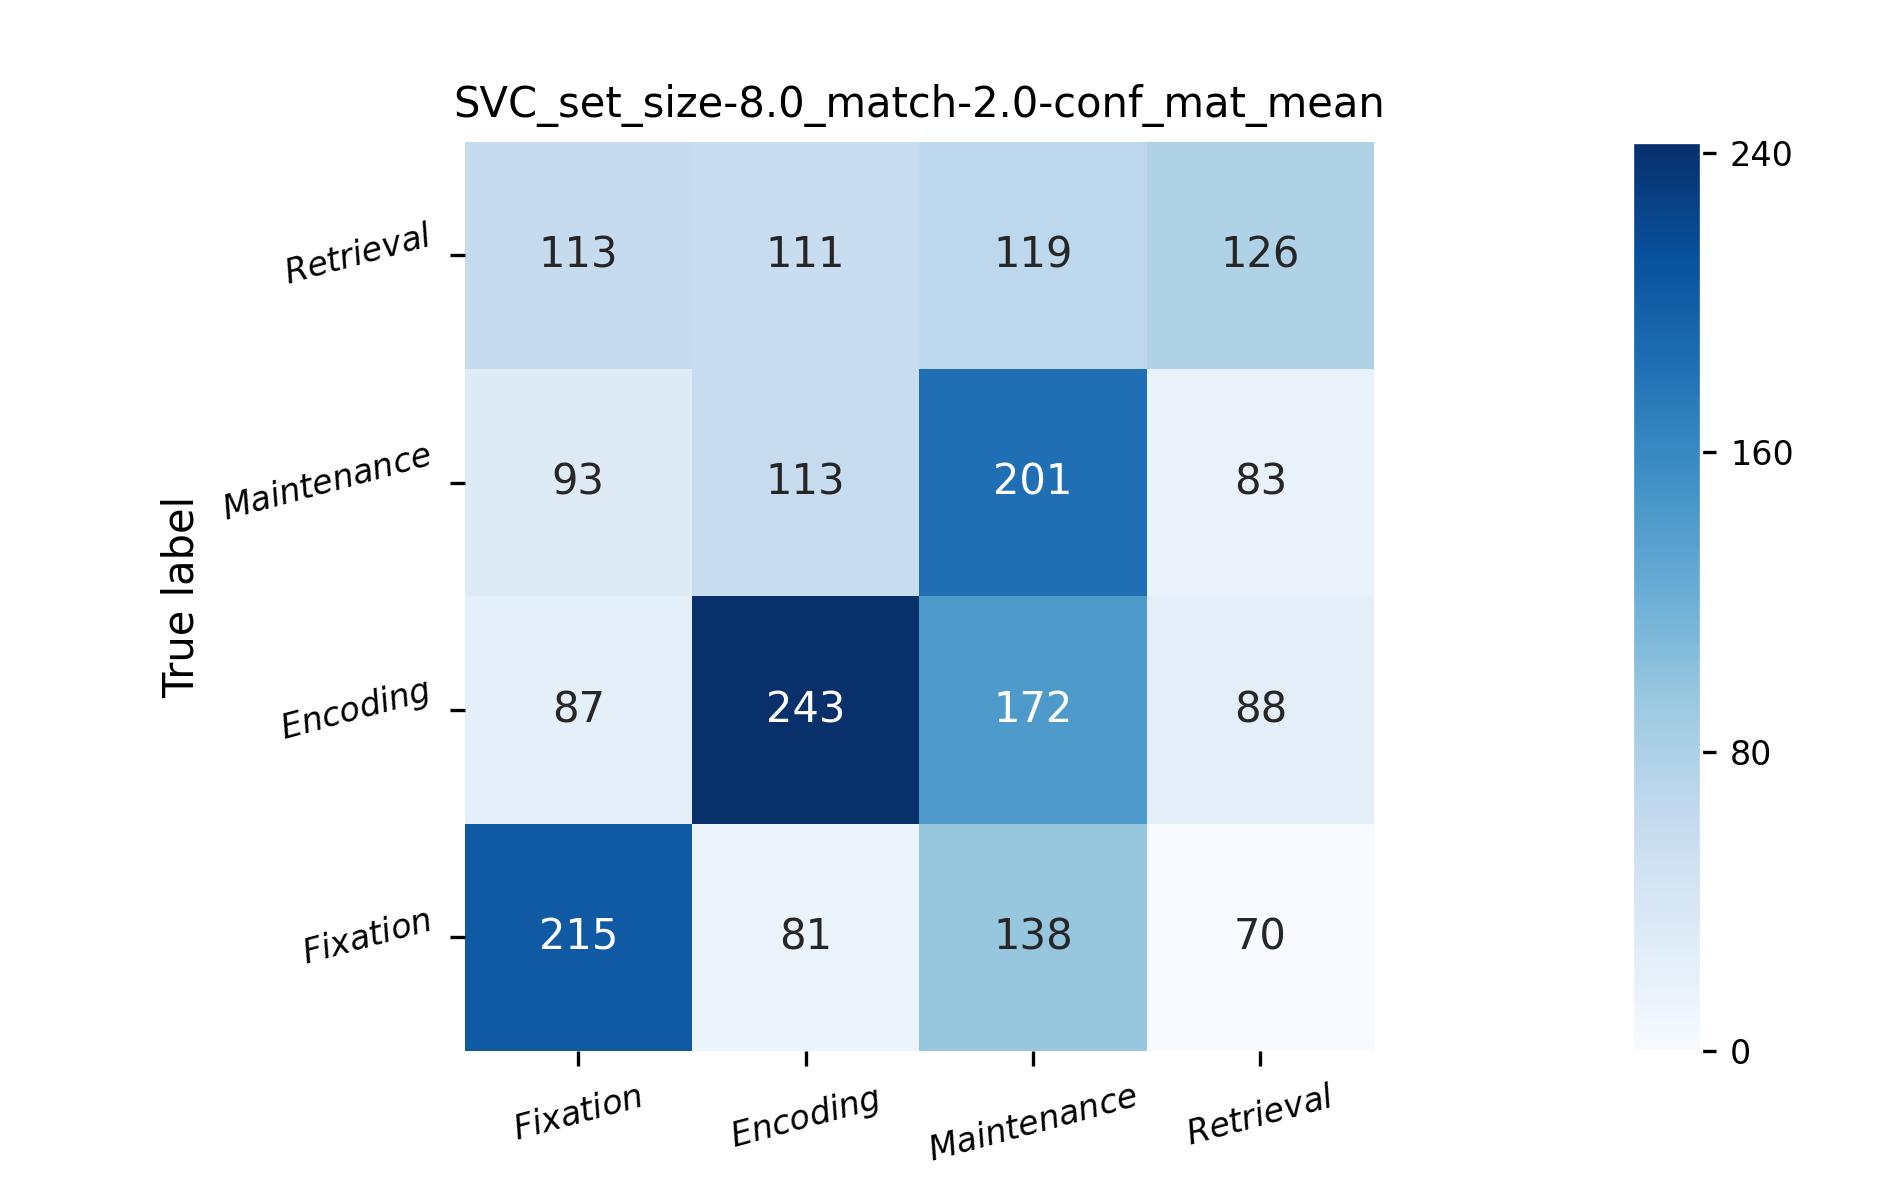 SVC_set_size-8.0_match-2.0-conf_mat_mean
Retrieval 113 111 119 126
Maintenance 93 113 201 83
Encoding 87 243 172 88
Fixation 215 81 138 70
Fixation Encoding Maintenance Retrieval
True label
240
160
80
0